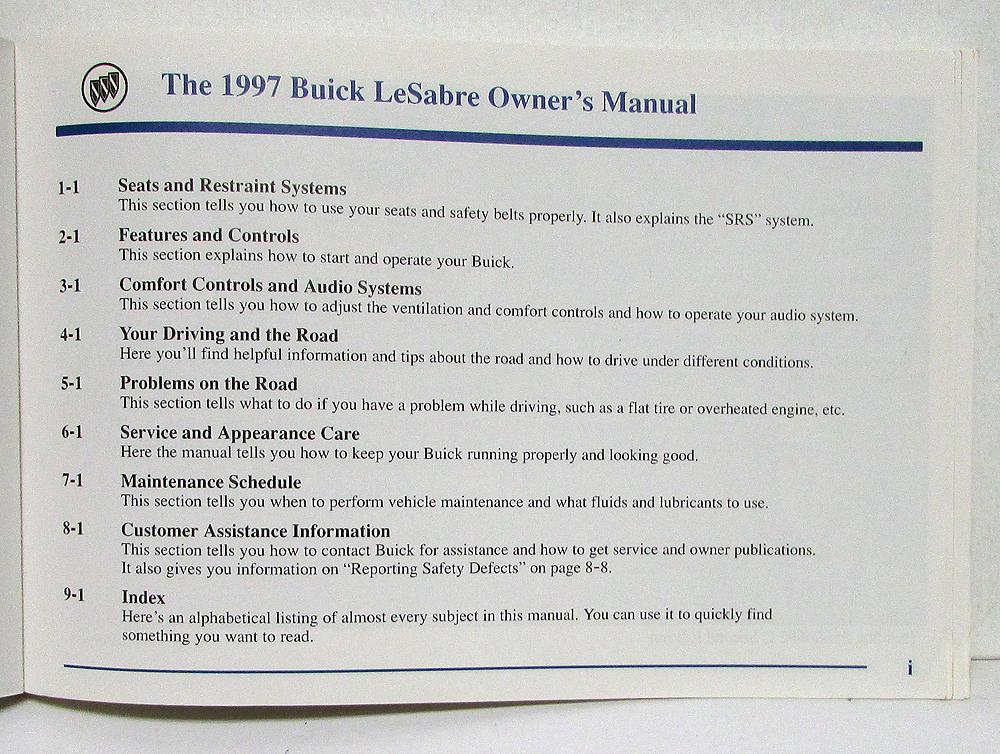 The 1997 Buick LeSabre Owner's Manual
1-1 Seats and Restraint Systems
This section tells you how to use your seats and safety belts properly. It also explains the "SRS" system.
2-1 Features and Controls
This section explains how to start and operate your Buick.
3-1 Comfort Controls and Audio Systems
This section tells you how to adjust the ventilation and comfort controls and how to operate your audio system.
4-1 Your Driving and the Road
Here you'll find helpful information and tips about the road and how to drive under different conditions.
5-1 Problems on the Road
This section tells what to do if you have a problem while driving, such as a flat tire or overheated engine, etc.
6-1 Service and Appearance Care
Here the manual tells you how to keep your Buick running properly and looking good.
7-1 Maintenance Schedule
This section tells you when to perform vehicle maintenance and what fluids and lubricants to use.
8-1 Customer Assistance Information
This section tells you how to contact Buick for assistance and how to get service and owner publications.
It also gives you information on "Reporting Safety Defects" on page 8-8.
9-1 Index
Here's an alphabetical listing of almost every subject in this manual. You can use it to quickly find
something you want to read.
i